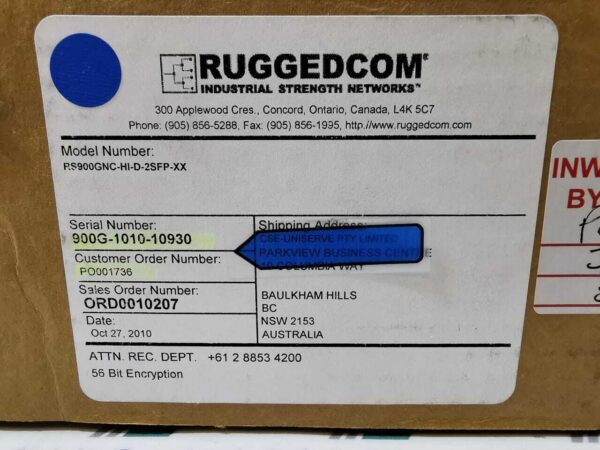 RUGGEDCOM
INDUSTRIAL STRENGTH NETWORKS™
300 Applewood Cres., Concord, Ontario, Canada, L4K 5C7
Phone: (905) 856-5288, Fax: (905) 856-1995, http://www.ruggedcom.com
Model Number:
RS900GNC-HI-D-2SFP-XX
Serial Number:
900G-1010-10930
Customer Order Number:
PO001736
Sales Order Number:
ORD0010207
Date:
Oct 27, 2010
Shipping Address:
CSE-UNISERVE PTY LIMITED
PARKVIEW BUSINESS CENTRE
10 COLUMBIA WAY
BAULKHAM HILLS
BC
NSW 2153
AUSTRALIA
ATTN. REC. DEPT. +61 2 8853 4200
56 Bit Encryption
INW
BY